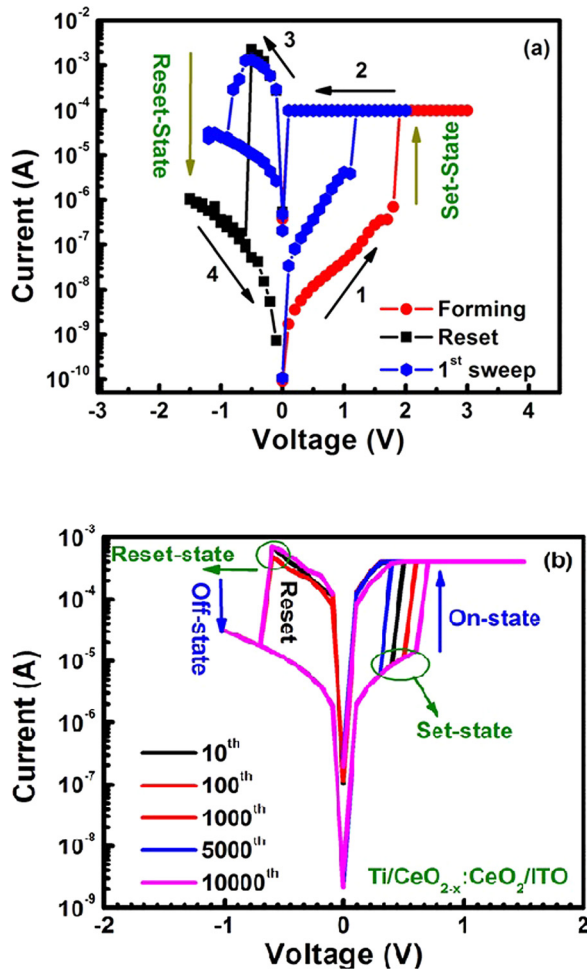 (a)
10⁻²
10⁻³
10⁻⁴
10⁻⁵
10⁻⁶
10⁻⁷
10⁻⁸
10⁻⁹
10⁻¹⁰
Current (A)
Reset-State
3
2
Set-State
4
1
Forming
Reset
1ˢᵗ sweep
-3 -2 -1 0 1 2 3 4
Voltage (V)
(b)
10⁻³
10⁻⁴
10⁻⁵
10⁻⁶
10⁻⁷
10⁻⁸
10⁻⁹
Current (A)
Reset-state
Off-state
Reset
On-state
Set-state
10ᵗʰ
100ᵗʰ
1000ᵗʰ
5000ᵗʰ
10000ᵗʰ
Ti/CeO₂₋ₓ:CeO₂/ITO
-2 -1 0 1 2
Voltage (V)